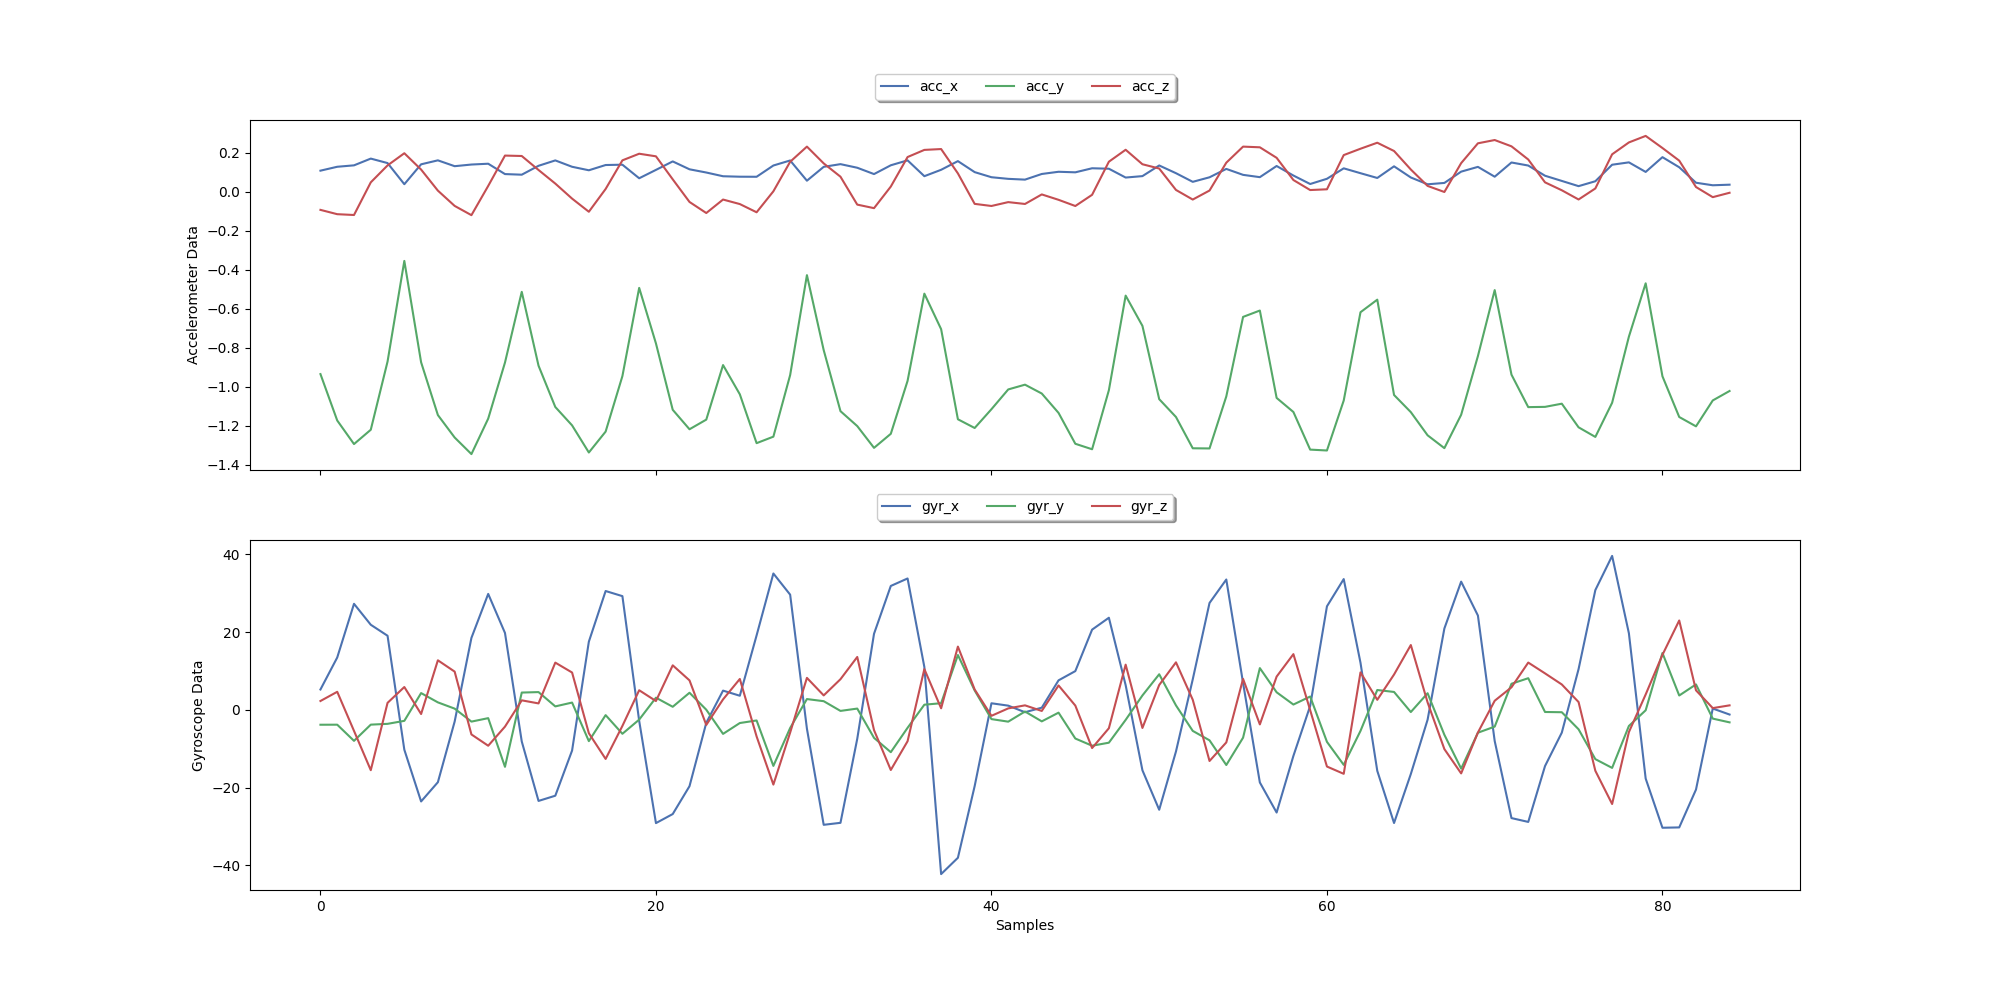 acc_x acc_y acc_z
0.2
0.0
−0.2
−0.4
−0.6
−0.8
−1.0
−1.2
−1.4
Accelerometer Data
gyr_x gyr_y gyr_z
40
20
0
−20
−40
Gyroscope Data
0 20 40 60 80
Samples